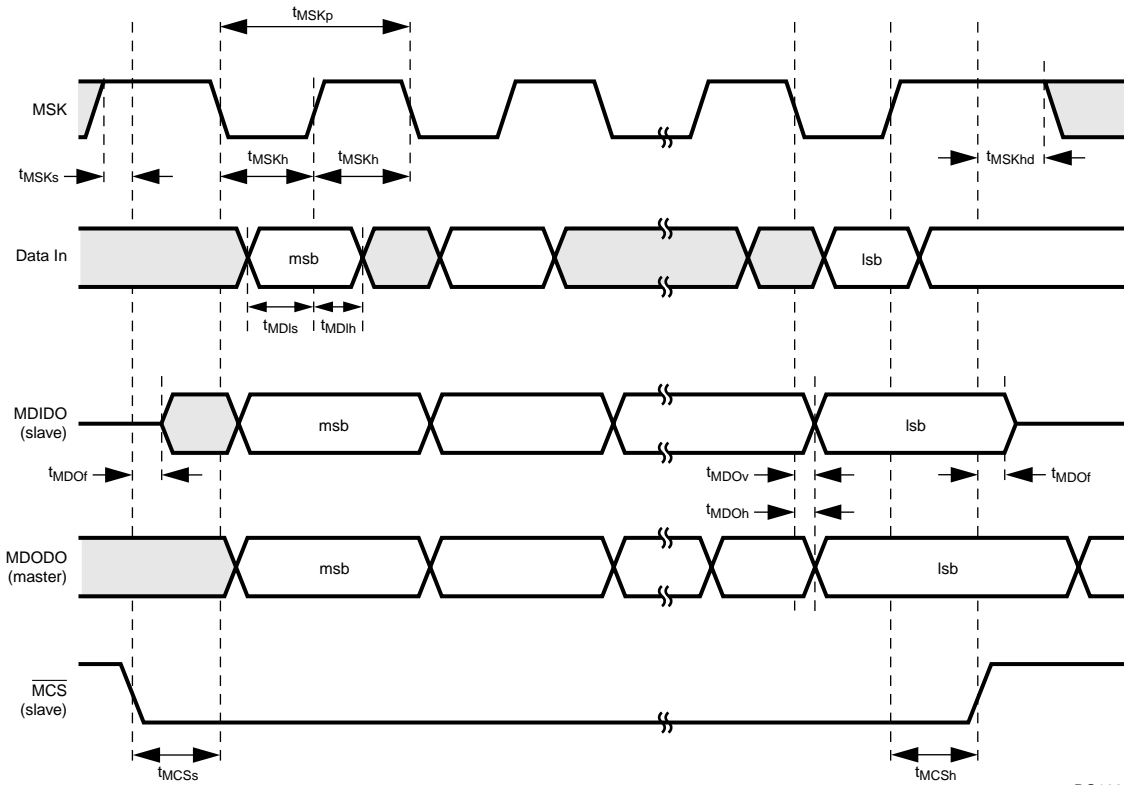 tMSKp
MSK
tMSKh tMSKh
tMSKs
tMSKhd
Data In
msb
lsb
tMDIs tMDIh
MDIDO
(slave)
msb
lsb
tMDOf
tMDOv
tMDOf
tMDOh
MDODO
(master)
msb
lsb
MCS
(slave)
tMCSs
tMCSh